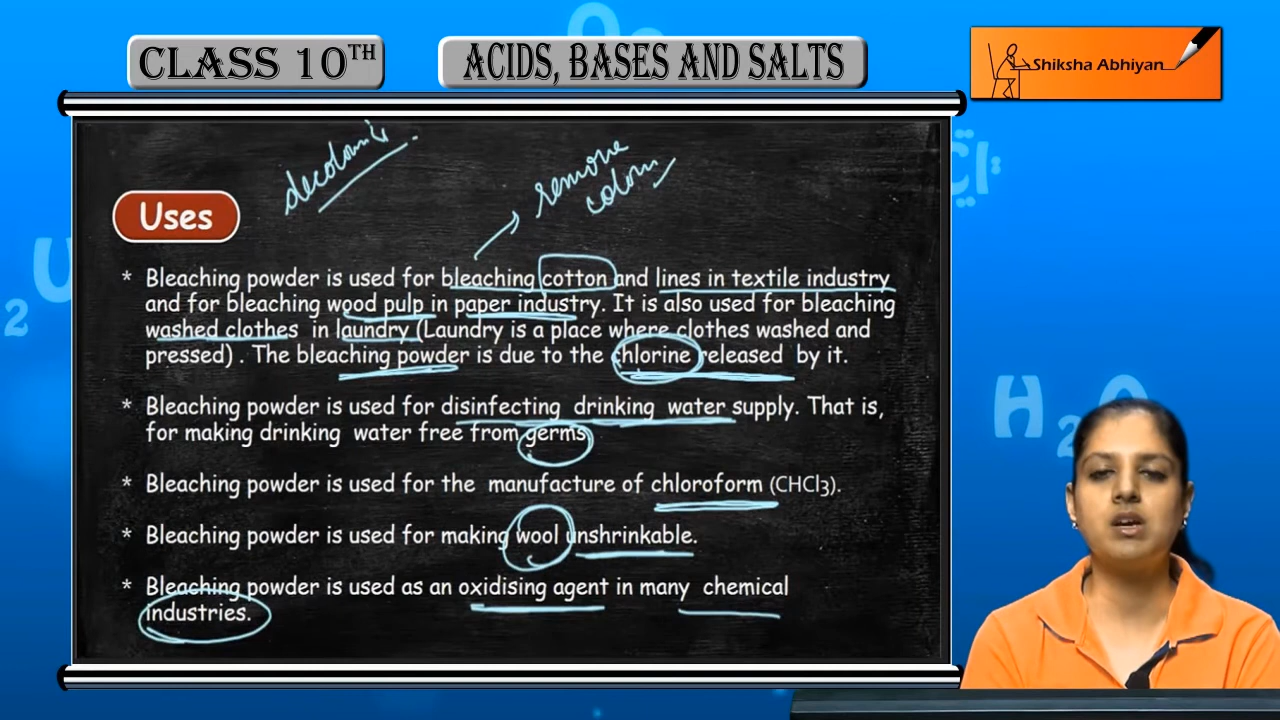 CLASS 10TH
ACIDS, BASES AND SALTS
Shiksha Abhiyan
remove
colour
Uses
* Bleaching powder is used for bleaching cotton and lines in textile industry
and for bleaching wood pulp in paper industry. It is also used for bleaching
washed clothes in laundry (Laundry is a place where clothes washed and
pressed) . The bleaching powder is due to the chlorine released by it.
* Bleaching powder is used for disinfecting drinking water supply. That is,
for making drinking water free from germs
* Bleaching powder is used for the manufacture of chloroform (CHCl3).
* Bleaching powder is used for making wool unshrinkable.
* Bleaching powder is used as an oxidising agent in many chemical
industries.
H2O
Cl